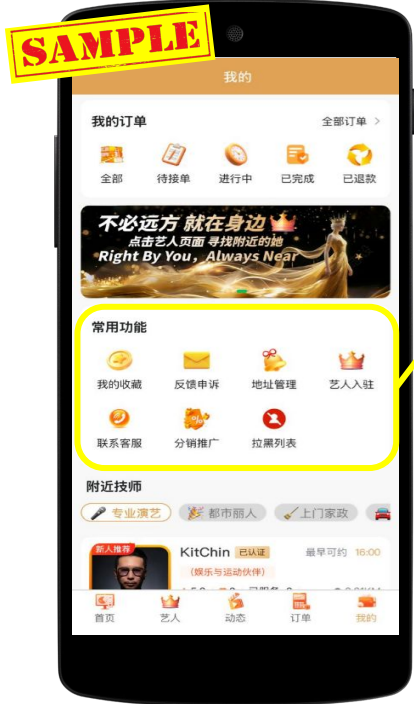 SAMPLE
我的
我的订单
全部订单 >
全部 待接单 进行中 已完成 已退款
不必远方 就在身边
点击艺人页面 寻找附近的她
Right By You，Always Near
常用功能
我的收藏 反馈申诉 地址管理 艺人入驻
联系客服 分销推广 拉黑列表
附近技师
专业演艺 都市丽人 上门家政
新人推荐
KitChin 已认证 最早可约 16:00
(娱乐与运动伙伴)
首页 艺人 动态 订单 我的